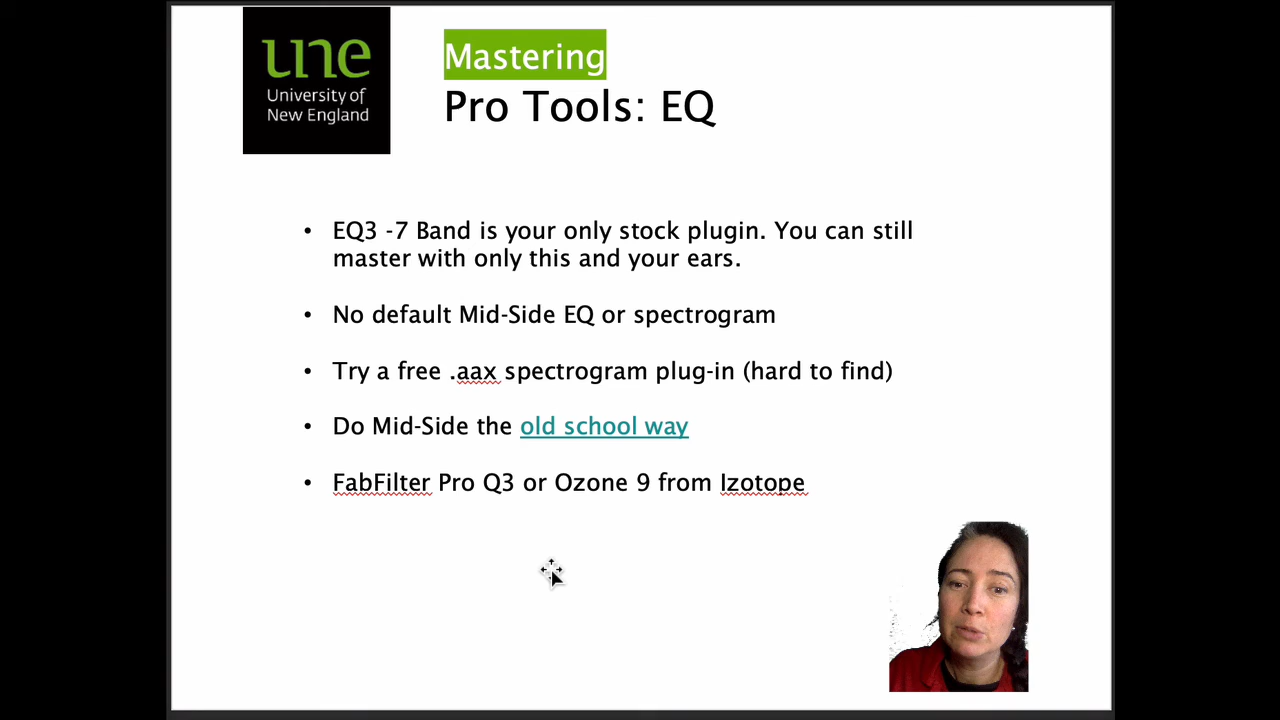 une
University of
New England
Mastering
Pro Tools: EQ
• EQ3 -7 Band is your only stock plugin. You can still
master with only this and your ears.
• No default Mid-Side EQ or spectrogram
• Try a free .aax spectrogram plug-in (hard to find)
• Do Mid-Side the old school way
• FabFilter Pro Q3 or Ozone 9 from Izotope